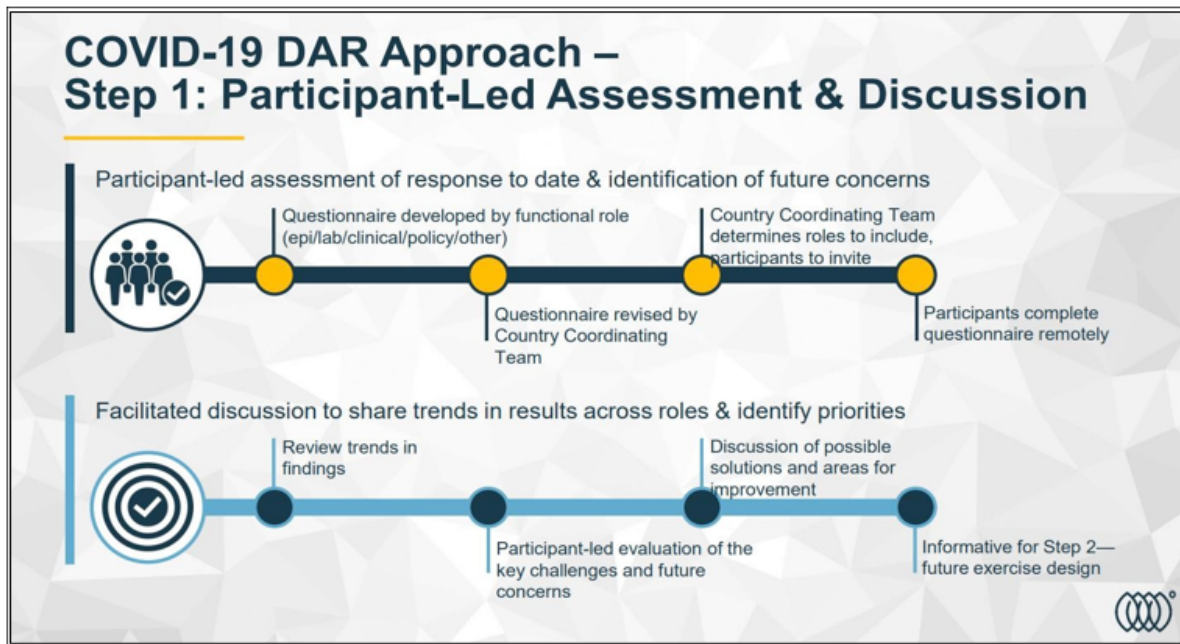 COVID-19 DAR Approach –
Step 1: Participant-Led Assessment & Discussion
Participant-led assessment of response to date & identification of future concerns
Questionnaire developed by functional role
(epi/lab/clinical/policy/other)
Country Coordinating Team
determines roles to include,
participants to invite
Questionnaire revised by
Country Coordinating
Team
Participants complete
questionnaire remotely
Facilitated discussion to share trends in results across roles & identify priorities
Review trends in
findings
Discussion of possible
solutions and areas for
improvement
Participant-led evaluation of the
key challenges and future
concerns
Informative for Step 2—
future exercise design